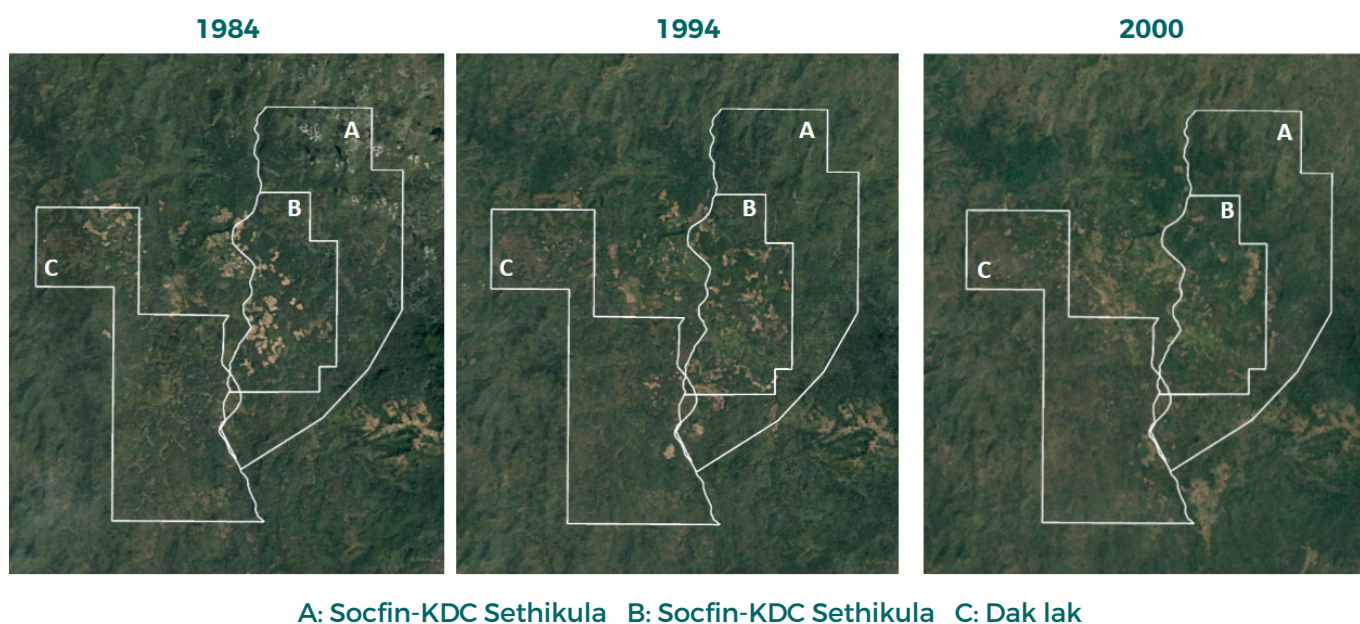 1984 1994 2000
A A A
B B B
C C C
A: Socfin-KDC Sethikula B: Socfin-KDC Sethikula C: Dak lak